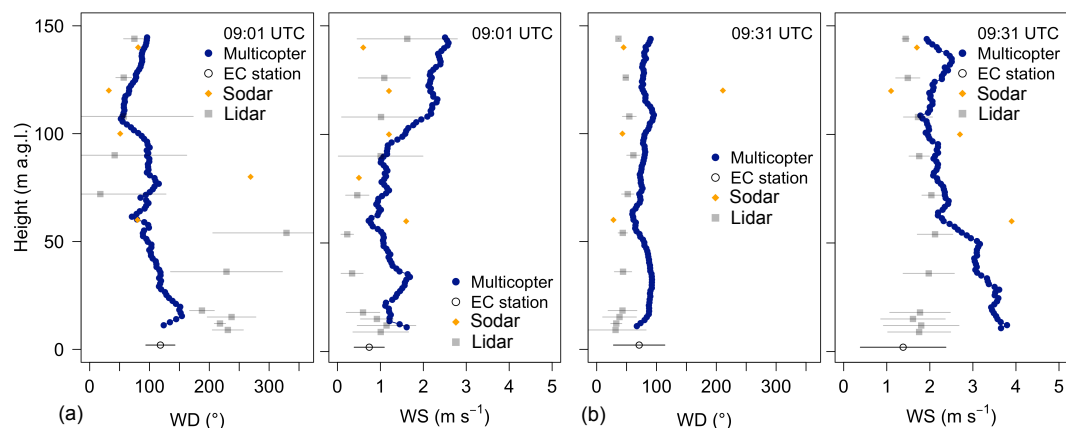 09:01 UTC
Multicopter
EC station
Sodar
Lidar
Height (m a.g.l.)
150
100
50
0
0 100 200 300
WD (°)
(a)
09:01 UTC
Multicopter
EC station
Sodar
Lidar
0 1 2 3 4 5
WS (m s⁻¹)
09:31 UTC
Multicopter
EC station
Sodar
Lidar
0 100 200 300
WD (°)
(b)
09:31 UTC
Multicopter
EC station
Sodar
Lidar
0 1 2 3 4 5
WS (m s⁻¹)